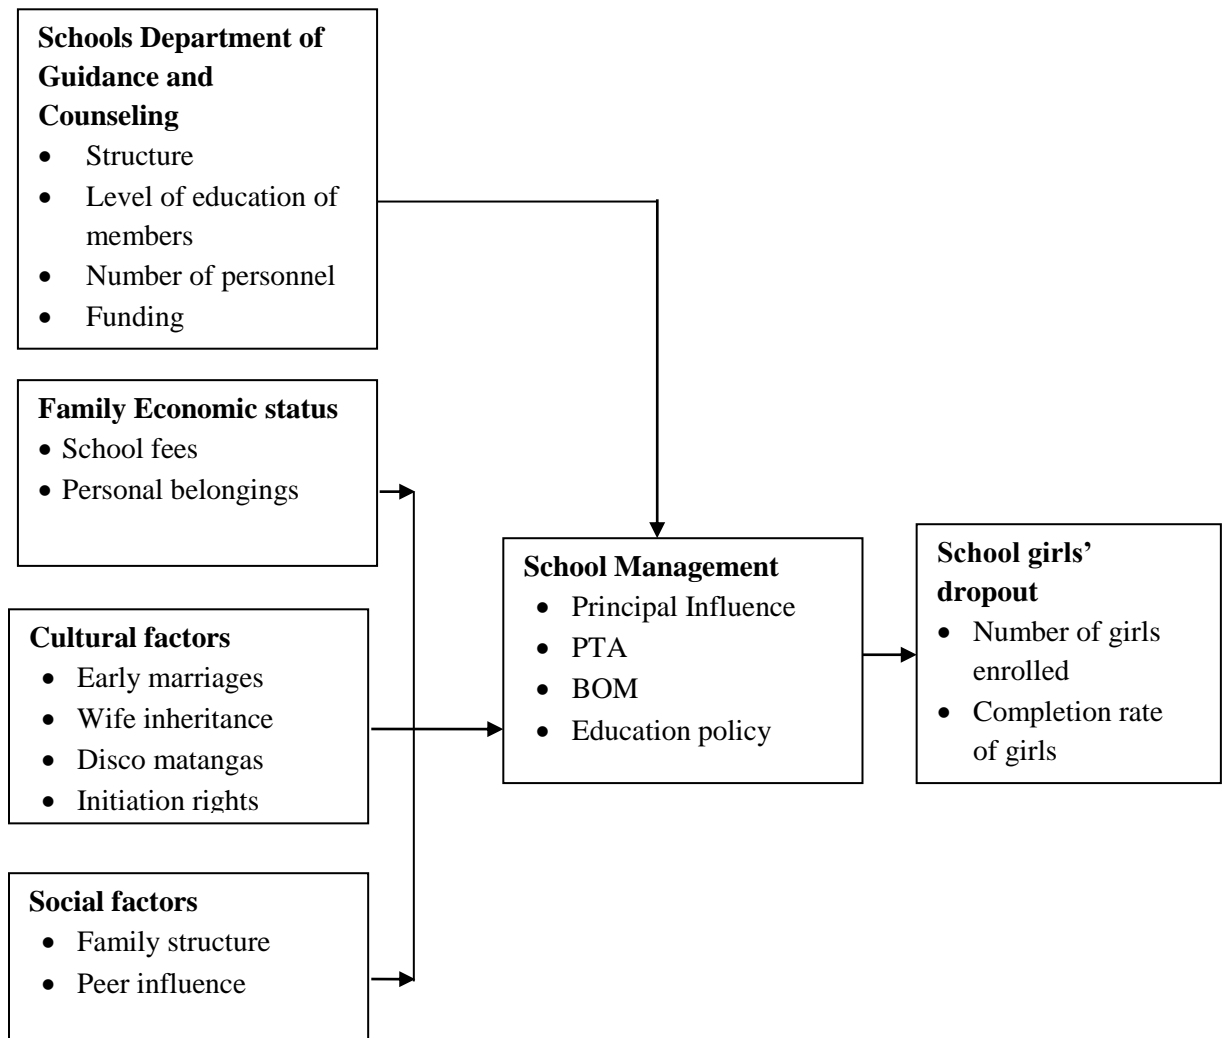 Schools Department of
Guidance and
Counseling
• Structure
• Level of education of
members
• Number of personnel
• Funding
Family Economic status
• School fees
• Personal belongings
Cultural factors
• Early marriages
• Wife inheritance
• Disco matangas
• Initiation rights
Social factors
• Family structure
• Peer influence
School Management
• Principal Influence
• PTA
• BOM
• Education policy
School girls’
dropout
• Number of girls
enrolled
• Completion rate
of girls